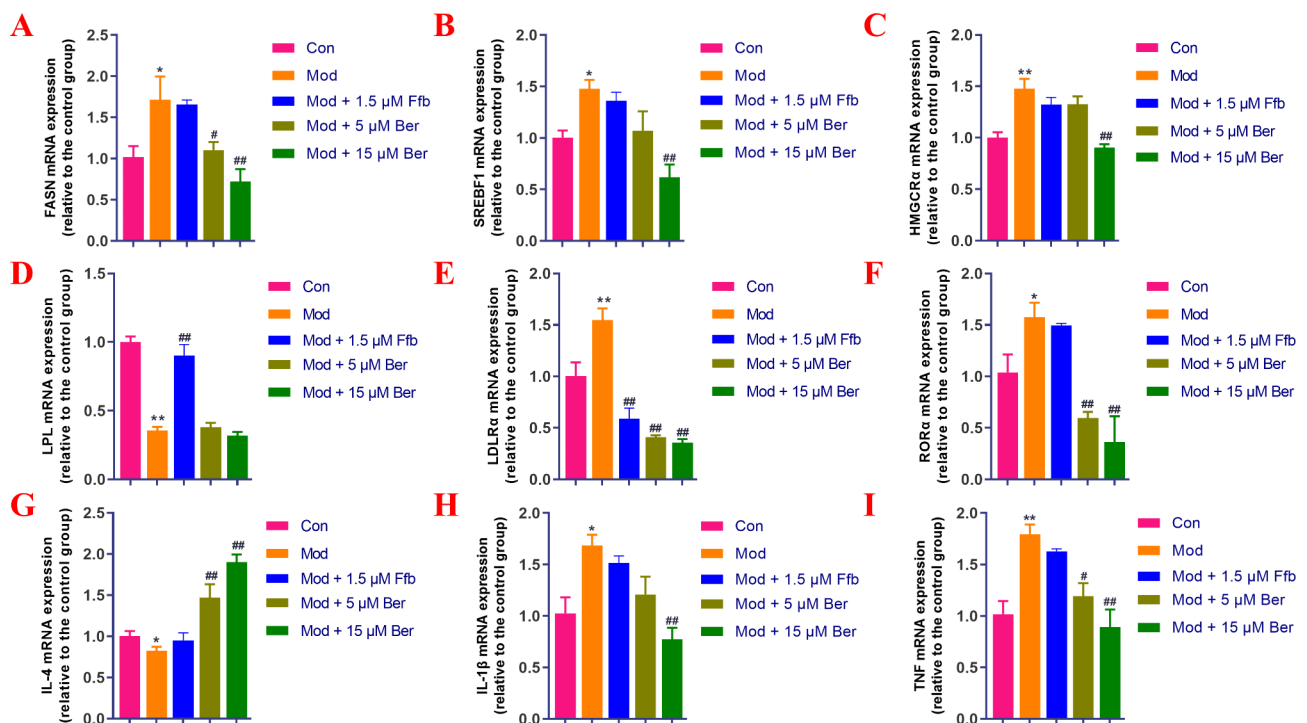 A
FASN mRNA expression
(relative to the control group)
2.5
2.0
1.5
1.0
0.5
0.0
*
#
##
Con
Mod
Mod + 1.5 µM Ffb
Mod + 5 µM Ber
Mod + 15 µM Ber
B
SREBF1 mRNA expression
(relative to the control group)
2.0
1.5
1.0
0.5
0.0
*
##
Con
Mod
Mod + 1.5 µM Ffb
Mod + 5 µM Ber
Mod + 15 µM Ber
C
HMGCRα mRNA expression
(relative to the control group)
2.0
1.5
1.0
0.5
0.0
**
##
Con
Mod
Mod + 1.5 µM Ffb
Mod + 5 µM Ber
Mod + 15 µM Ber
D
LPL mRNA expression
(relative to the control group)
1.5
1.0
0.5
0.0
**
##
Con
Mod
Mod + 1.5 µM Ffb
Mod + 5 µM Ber
Mod + 15 µM Ber
E
LDLRα mRNA expression
(relative to the control group)
2.0
1.5
1.0
0.5
0.0
**
##
##
##
Con
Mod
Mod + 1.5 µM Ffb
Mod + 5 µM Ber
Mod + 15 µM Ber
F
RORα mRNA expression
(relative to the control group)
2.0
1.5
1.0
0.5
0.0
*
##
##
Con
Mod
Mod + 1.5 µM Ffb
Mod + 5 µM Ber
Mod + 15 µM Ber
G
IL-4 mRNA expression
(relative to the control group)
2.5
2.0
1.5
1.0
0.5
0.0
*
##
##
Con
Mod
Mod + 1.5 µM Ffb
Mod + 5 µM Ber
Mod + 15 µM Ber
H
IL-1β mRNA expression
(relative to the control group)
2.0
1.5
1.0
0.5
0.0
*
##
Con
Mod
Mod + 1.5 µM Ffb
Mod + 5 µM Ber
Mod + 15 µM Ber
I
TNF mRNA expression
(relative to the control group)
2.0
1.5
1.0
0.5
0.0
**
#
##
Con
Mod
Mod + 1.5 µM Ffb
Mod + 5 µM Ber
Mod + 15 µM Ber